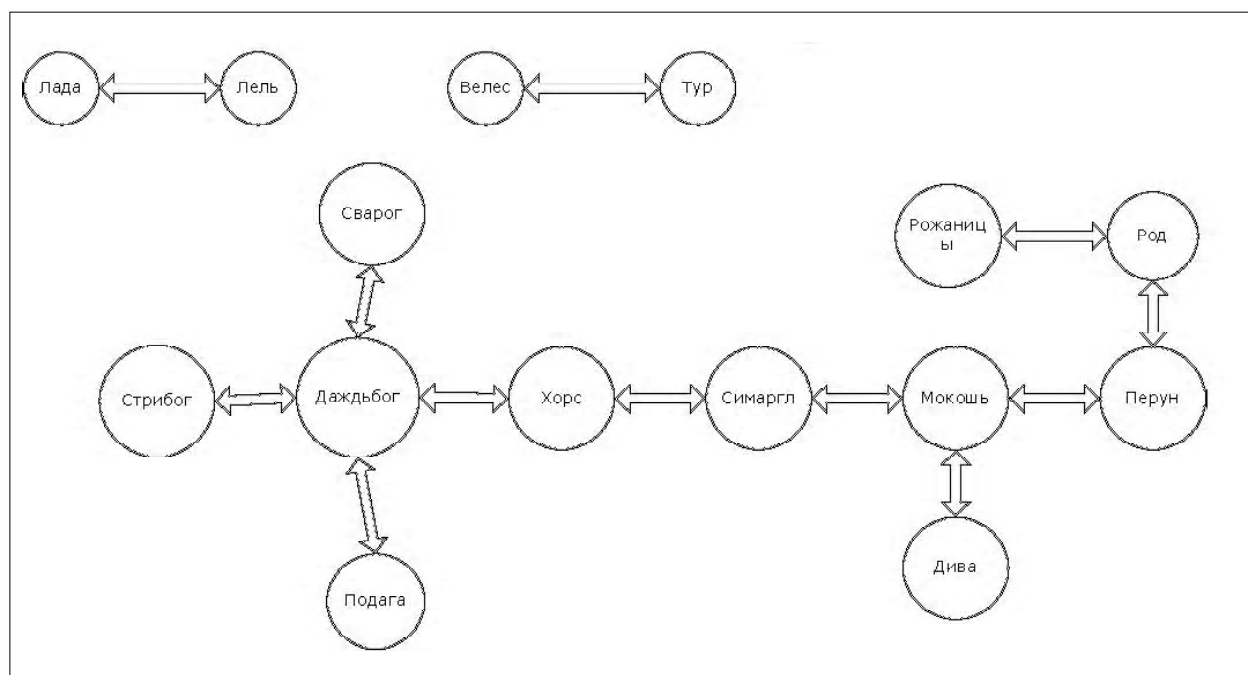 Лада
Лель
Велес
Тур
Сварог
Рожаниц
ы
Род
Стрибог
Даждьбог
Хорс
Симаргл
Мокошь
Перун
Дива
Подага